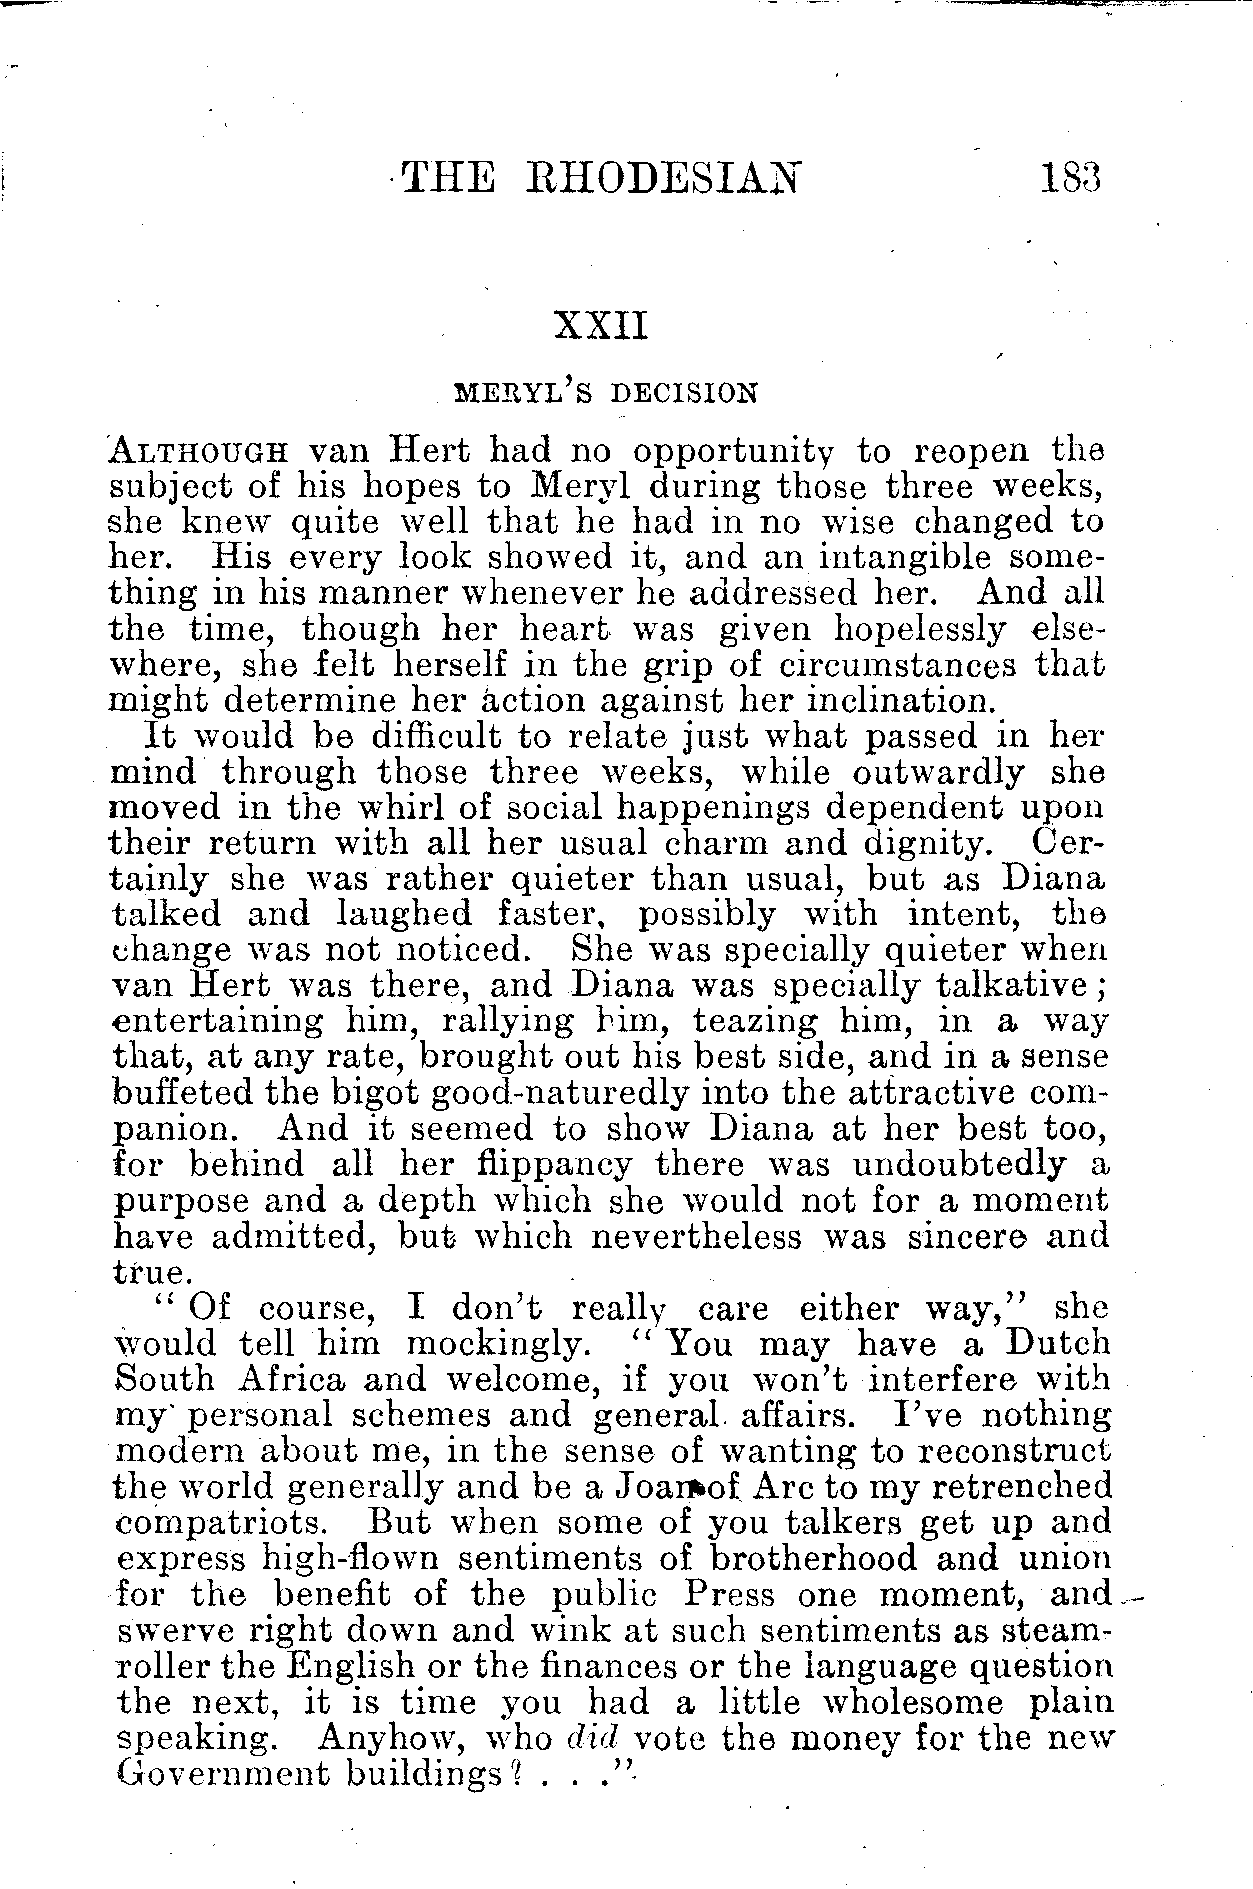 THE RHODESIAN 183
XXII
MERYL'S DECISION
ALTHOUGH van Hert had no opportunity to reopen the
subject of his hopes to Meryl during those three weeks,
she knew quite well that he had in no wise changed to
her. His every look showed it, and an intangible some-
thing in his manner whenever he addressed her. And all
the time, though her heart was given hopelessly else-
where, she felt herself in the grip of circumstances that
might determine her action against her inclination.
It would be difficult to relate just what passed in her
mind through those three weeks, while outwardly she
moved in the whirl of social happenings dependent upon
their return with all her usual charm and dignity. Cer-
tainly she was rather quieter than usual, but as Diana
talked and laughed faster, possibly with intent, the
change was not noticed. She was specially quieter when
van Hert was there, and Diana was specially talkative;
entertaining him, rallying him, teazing him, in a way
that, at any rate, brought out his best side, and in a sense
buffeted the bigot good-naturedly into the attractive com-
panion. And it seemed to show Diana at her best too,
for behind all her flippancy there was undoubtedly a
purpose and a depth which she would not for a moment
have admitted, but which nevertheless was sincere and
true.
"Of course, I don't really care either way," she
would tell him mockingly. "You may have a Dutch
South Africa and welcome, if you won't interfere with
my personal schemes and general affairs. I've nothing
modern about me, in the sense of wanting to reconstruct
the world generally and be a Joan of Arc to my retrenched
compatriots. But when some of you talkers get up and
express high-flown sentiments of brotherhood and union
for the benefit of the public Press one moment, and
swerve right down and wink at such sentiments as steam-
roller the English or the finances or the language question
the next, it is time you had a little wholesome plain
speaking. Anyhow, who did vote the money for the new
Government buildings? . . ."